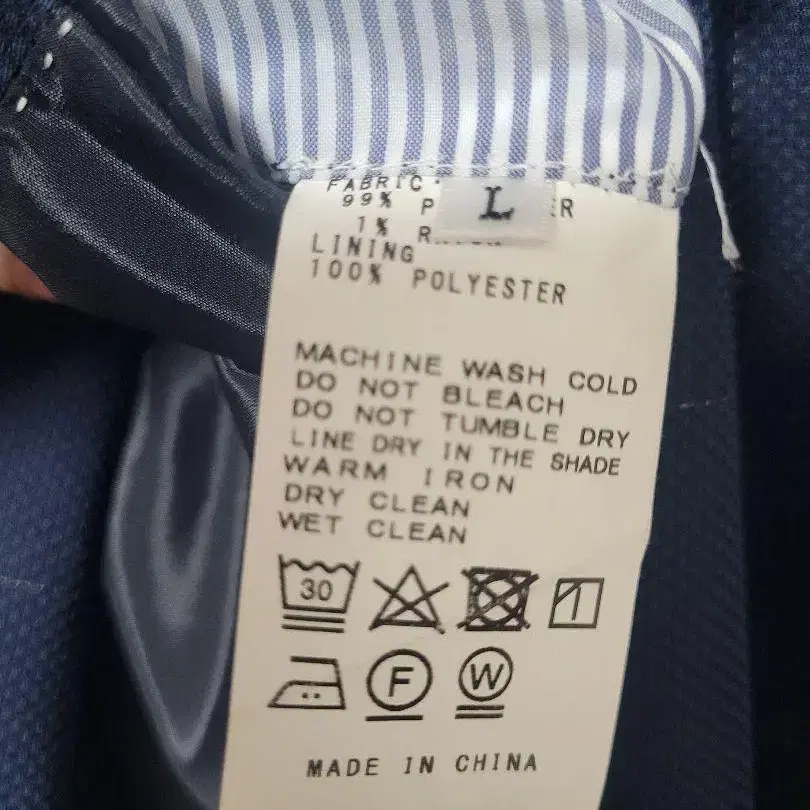 FABRIC
99% L
1%
LINING
100% POLYESTER
MACHINE WASH COLD
DO NOT BLEACH
DO NOT TUMBLE DRY
LINE DRY IN THE SHADE
WARM IRON
DRY CLEAN
WET CLEAN
30
F W
MADE IN CHINA